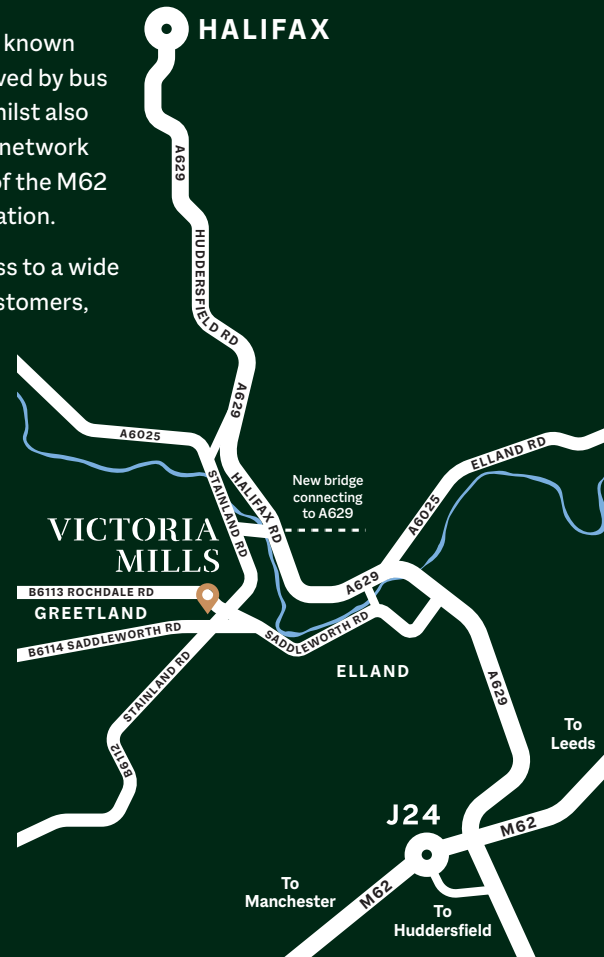 known
ved by bus
hilst also
network
of the M62
ation.
ss to a wide
stomers,
HALIFAX
A629
HUDDERSFIELD RD
A629
A6025
STAINLAND RD
HALIFAX RD
New bridge
connecting
to A629
A6025
ELLAND RD
VICTORIA
MILLS
B6113 ROCHDALE RD
GREETLAND
B6114 SADDLEWORTH RD
A629
SADDLEWORTH RD
ELLAND
STAINLAND RD
B6112
A629
To
Leeds
J24
M62
M62
To
Manchester
To
Huddersfield